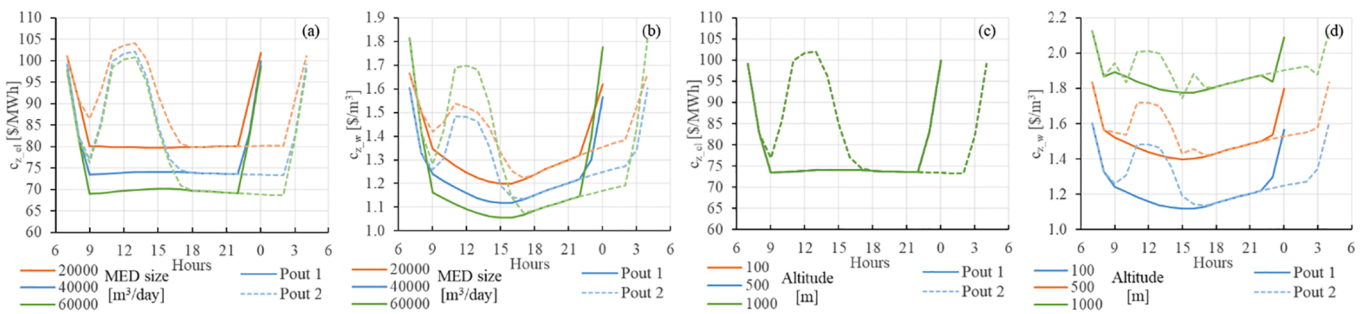 (a)
c_z_el [$/MWh]
110
105
100
95
90
85
80
75
70
65
60
6 9 12 15 18 21 0 3 6
Hours
20000
40000
60000
MED size
[m³/day]
Pout 1
Pout 2
(b)
c_z_w [$/m³]
1.9
1.8
1.7
1.6
1.5
1.4
1.3
1.2
1.1
1.0
6 9 12 15 18 21 0 3 6
Hours
20000
40000
60000
MED size
[m³/day]
Pout 1
Pout 2
(c)
c_z_el [$/MWh]
110
105
100
95
90
85
80
75
70
65
60
6 9 12 15 18 21 0 3 6
Hours
100
500
1000
Altitude
[m]
Pout 1
Pout 2
(d)
c_z_w [$/m³]
2.2
2.0
1.8
1.6
1.4
1.2
1.0
6 9 12 15 18 21 0 3 6
Hours
100
500
1000
Altitude
[m]
Pout 1
Pout 2